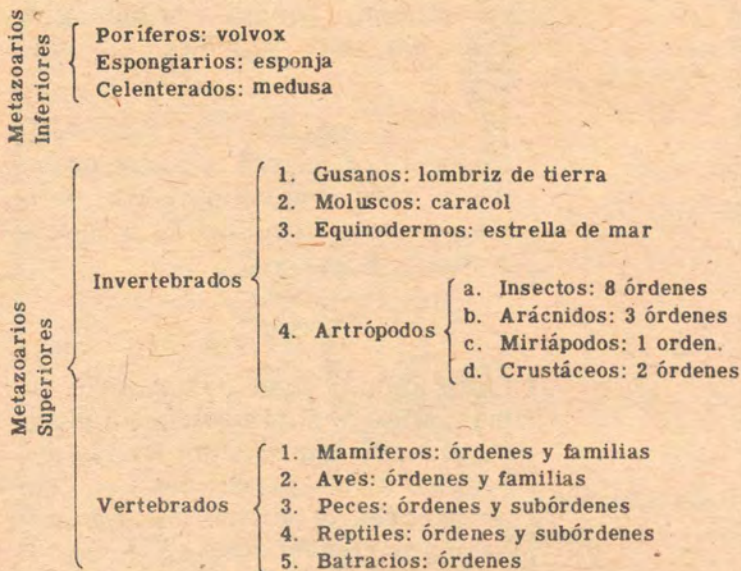 Metazoarios
Inferiores
Poríferos: volvox
Espongiarios: esponja
Celenterados: medusa
Metazoarios
Superiores
Invertebrados
1. Gusanos: lombriz de tierra
2. Moluscos: caracol
3. Equinodermos: estrella de mar
4. Artrópodos
a. Insectos: 8 órdenes
b. Arácnidos: 3 órdenes
c. Miriápodos: 1 orden.
d. Crustáceos: 2 órdenes
Vertebrados
1. Mamíferos: órdenes y familias
2. Aves: órdenes y familias
3. Peces: órdenes y subórdenes
4. Reptiles: órdenes y subórdenes
5. Batracios: órdenes